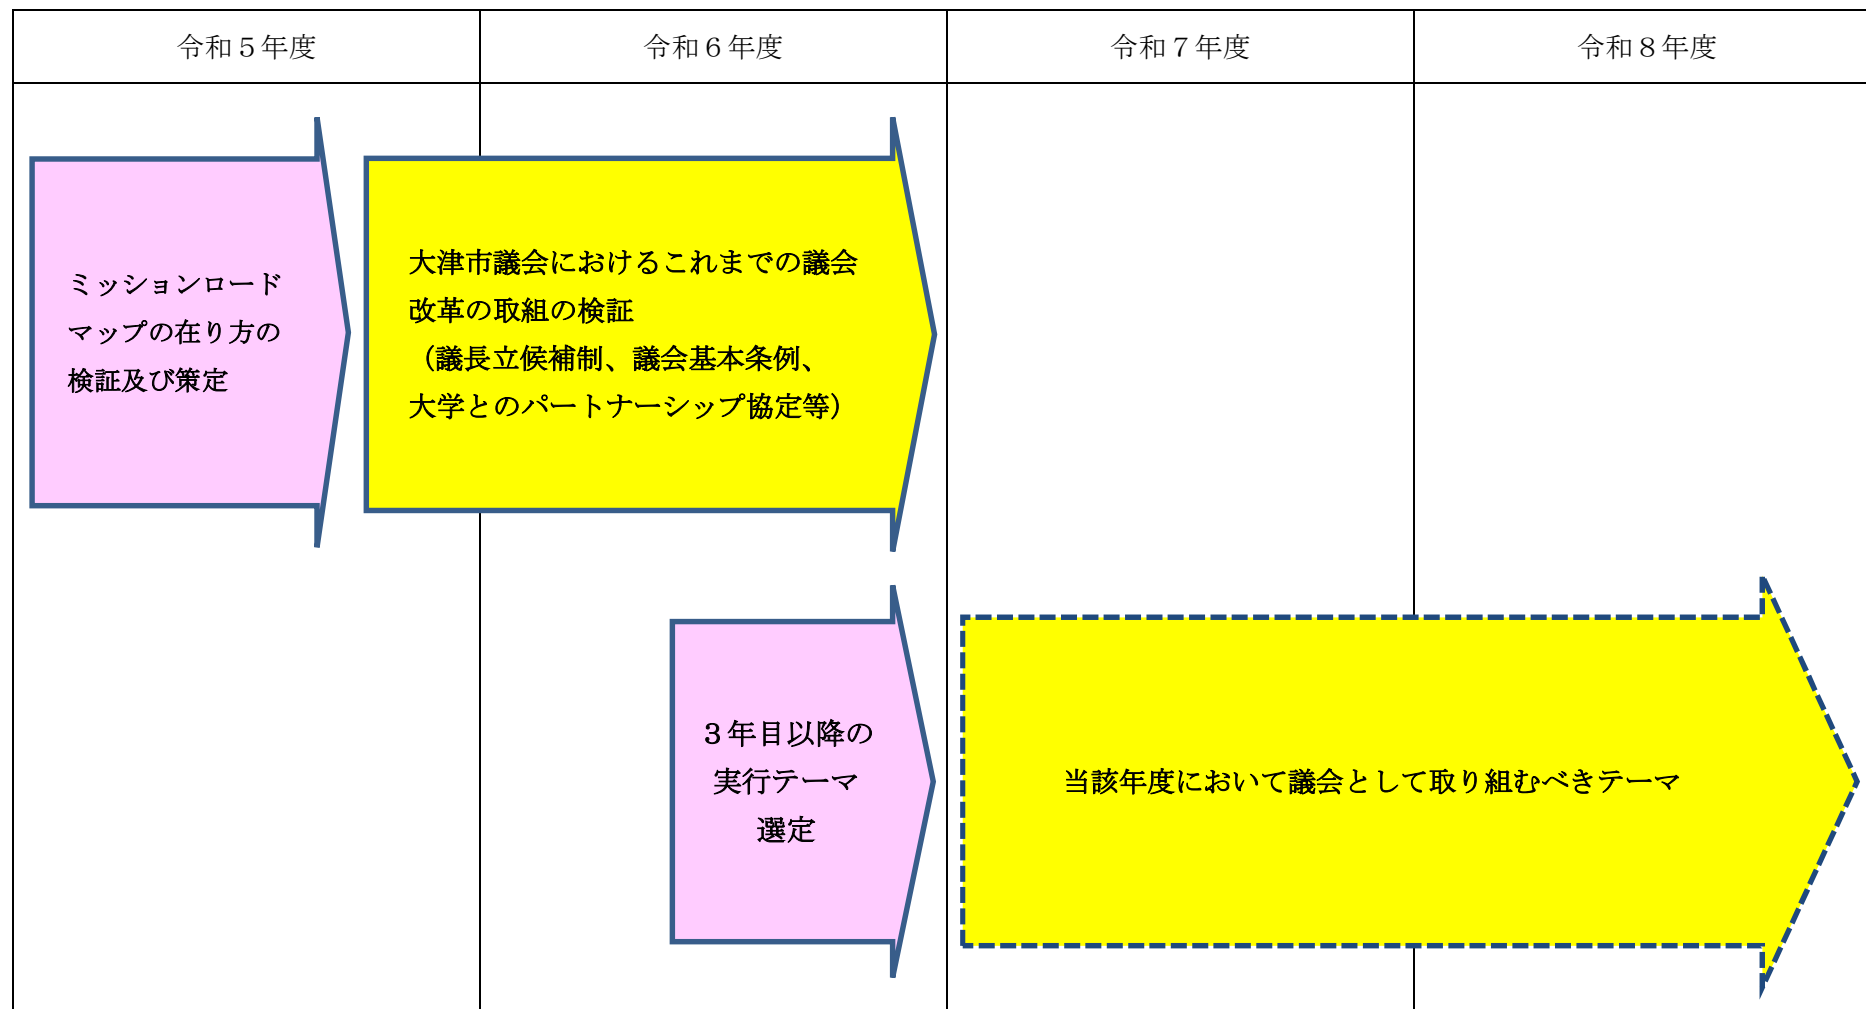 令和５年度
令和６年度
令和７年度
令和８年度
ミッションロード
マップの在り方の
検証及び策定
大津市議会におけるこれまでの議会
改革の取組の検証
（議長立候補制、議会基本条例、
大学とのパートナーシップ協定等）
３年目以降の
実行テーマ
選定
当該年度において議会として取り組むべきテーマ